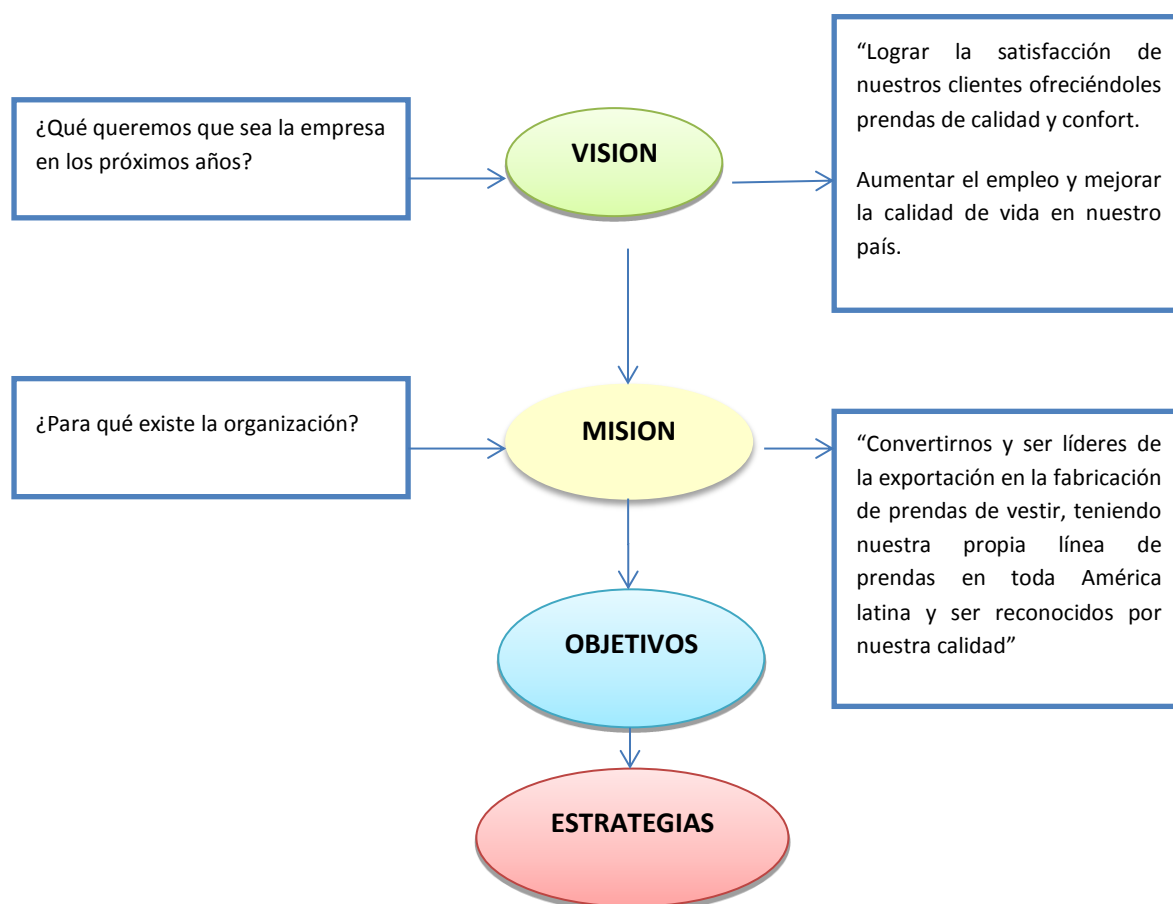 ¿Qué queremos que sea la empresa
en los próximos años?
VISION
“Lograr la satisfacción de
nuestros clientes ofreciéndoles
prendas de calidad y confort.
Aumentar el empleo y mejorar
la calidad de vida en nuestro
país.
¿Para qué existe la organización?
MISION
“Convertirnos y ser líderes de
la exportación en la fabricación
de prendas de vestir, teniendo
nuestra propia línea de
prendas en toda América
latina y ser reconocidos por
nuestra calidad”
OBJETIVOS
ESTRATEGIAS